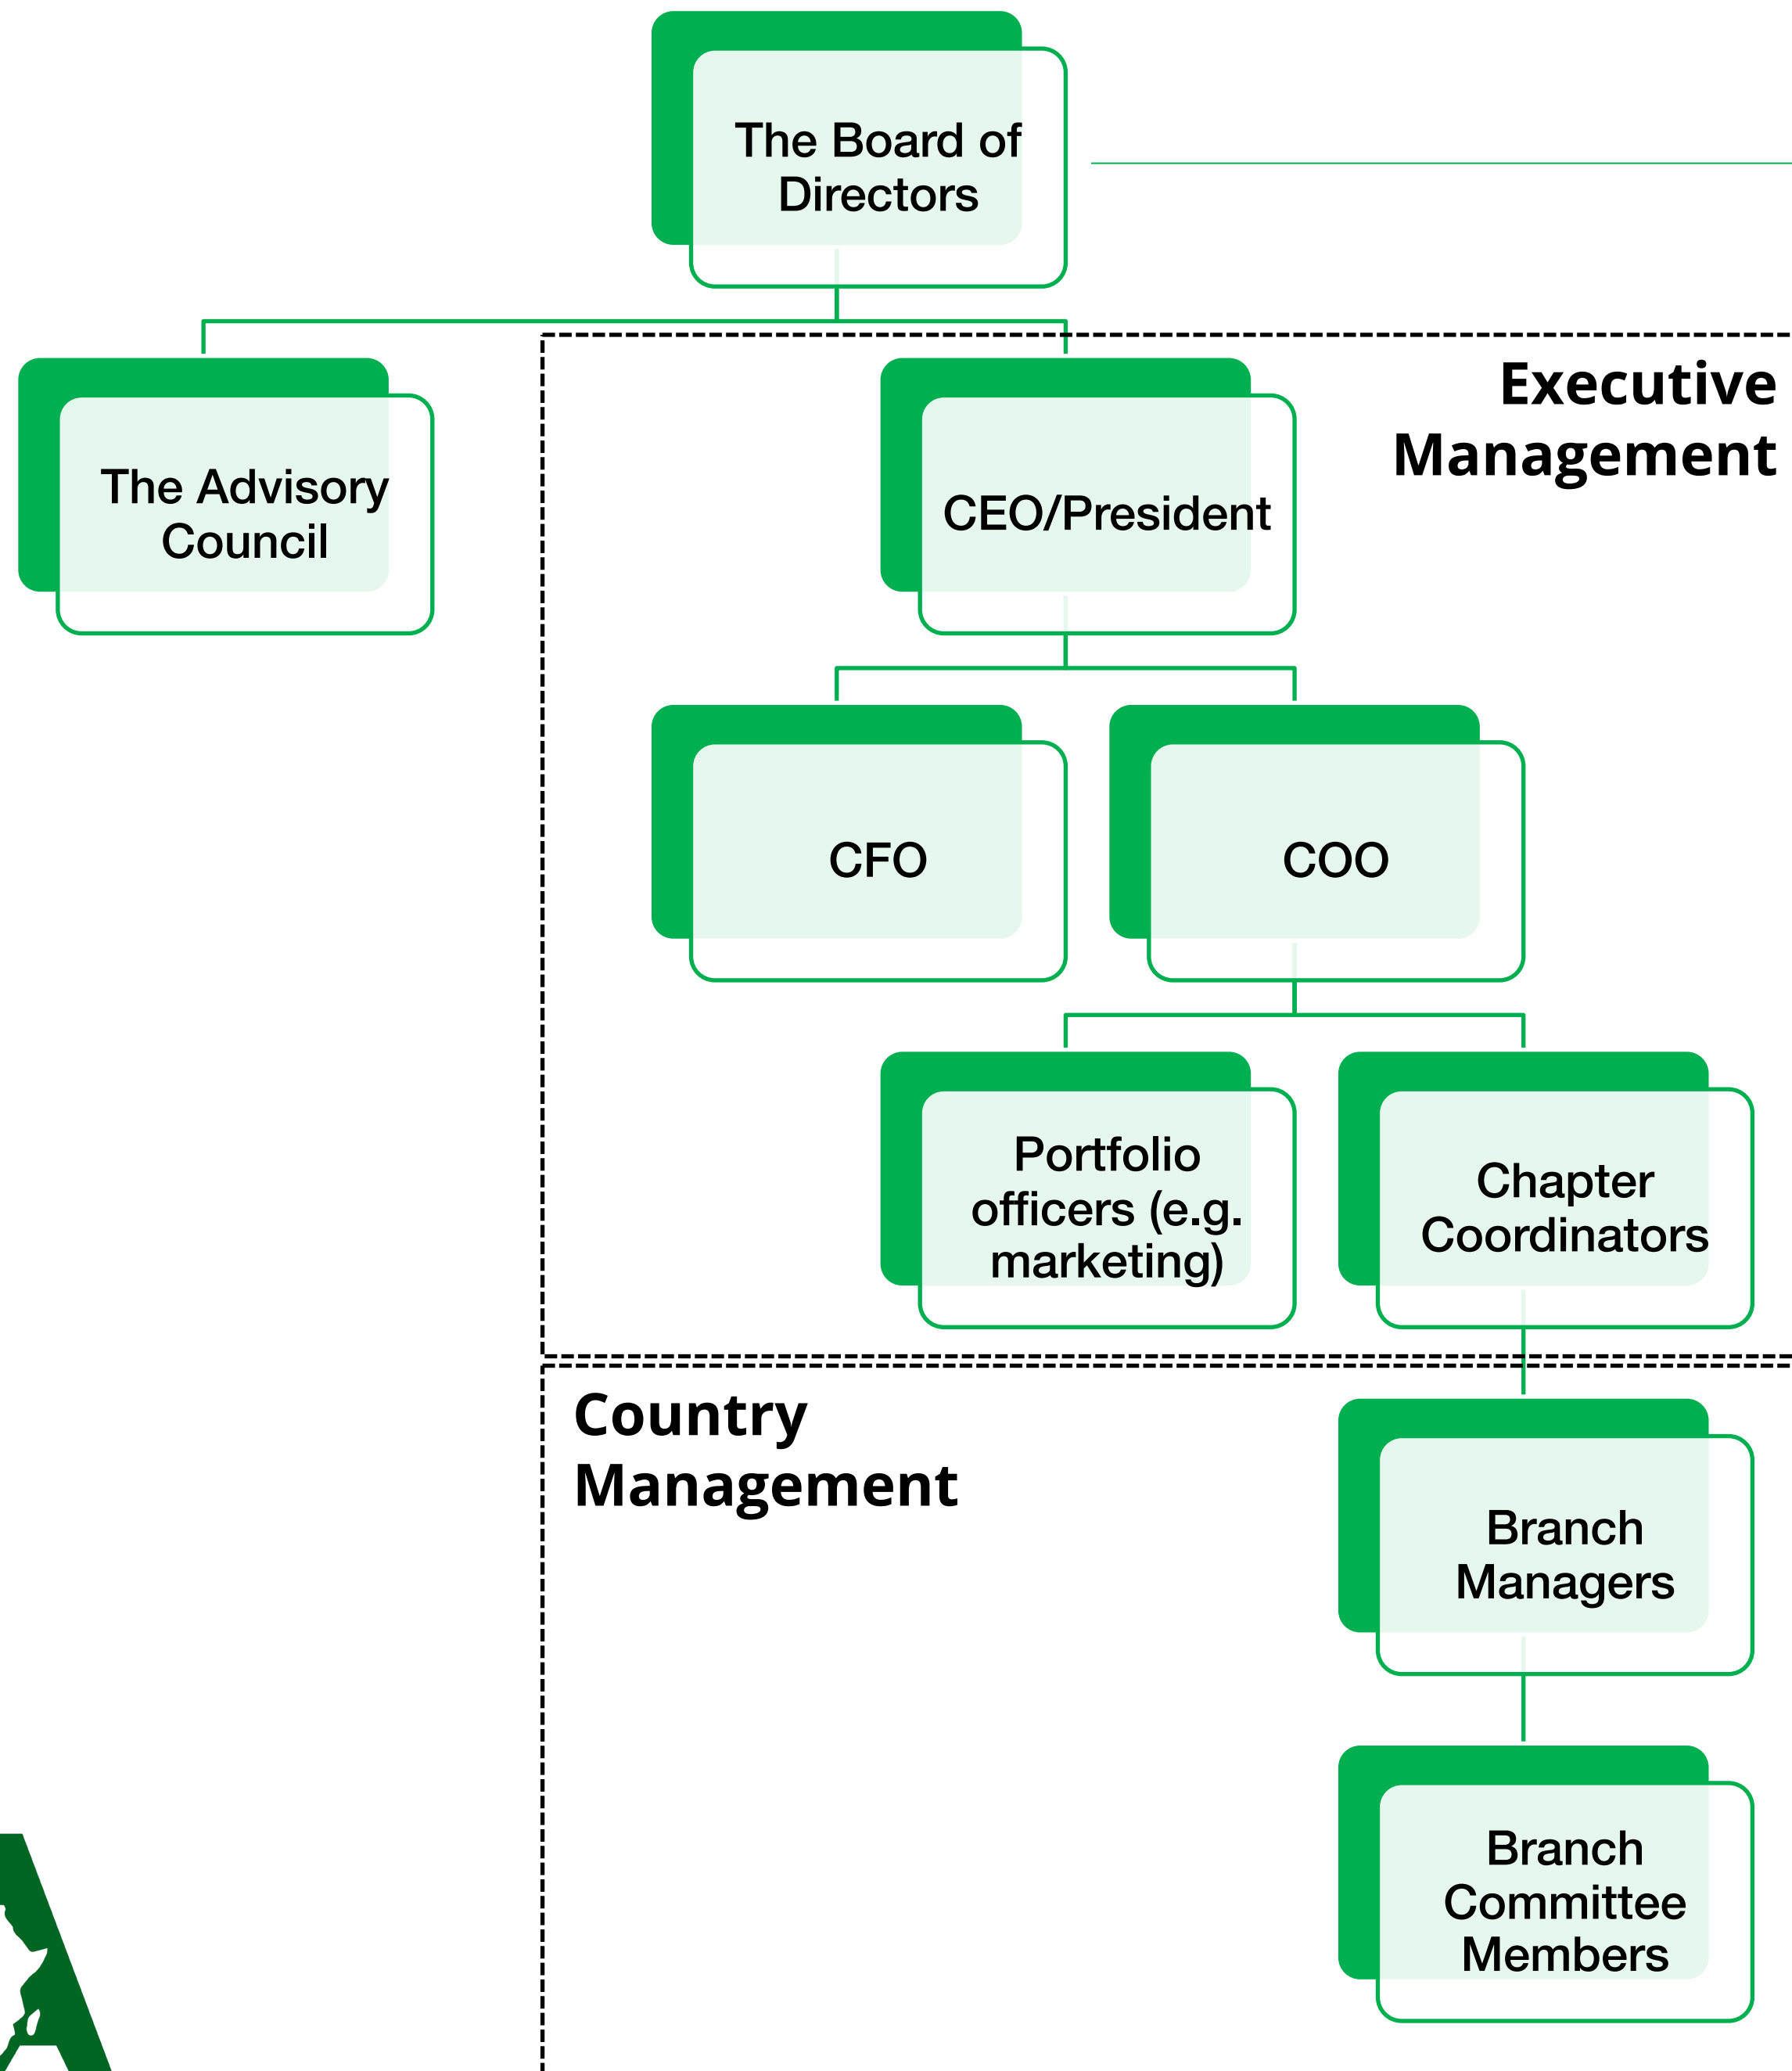 The Board of
Directors
Executive
Management
The Advisory
Council
CEO/President
CFO
COO
Portfolio
officers (e.g.
marketing)
Chapter
Coordinators
Country
Management
Branch
Managers
Branch
Committee
Members